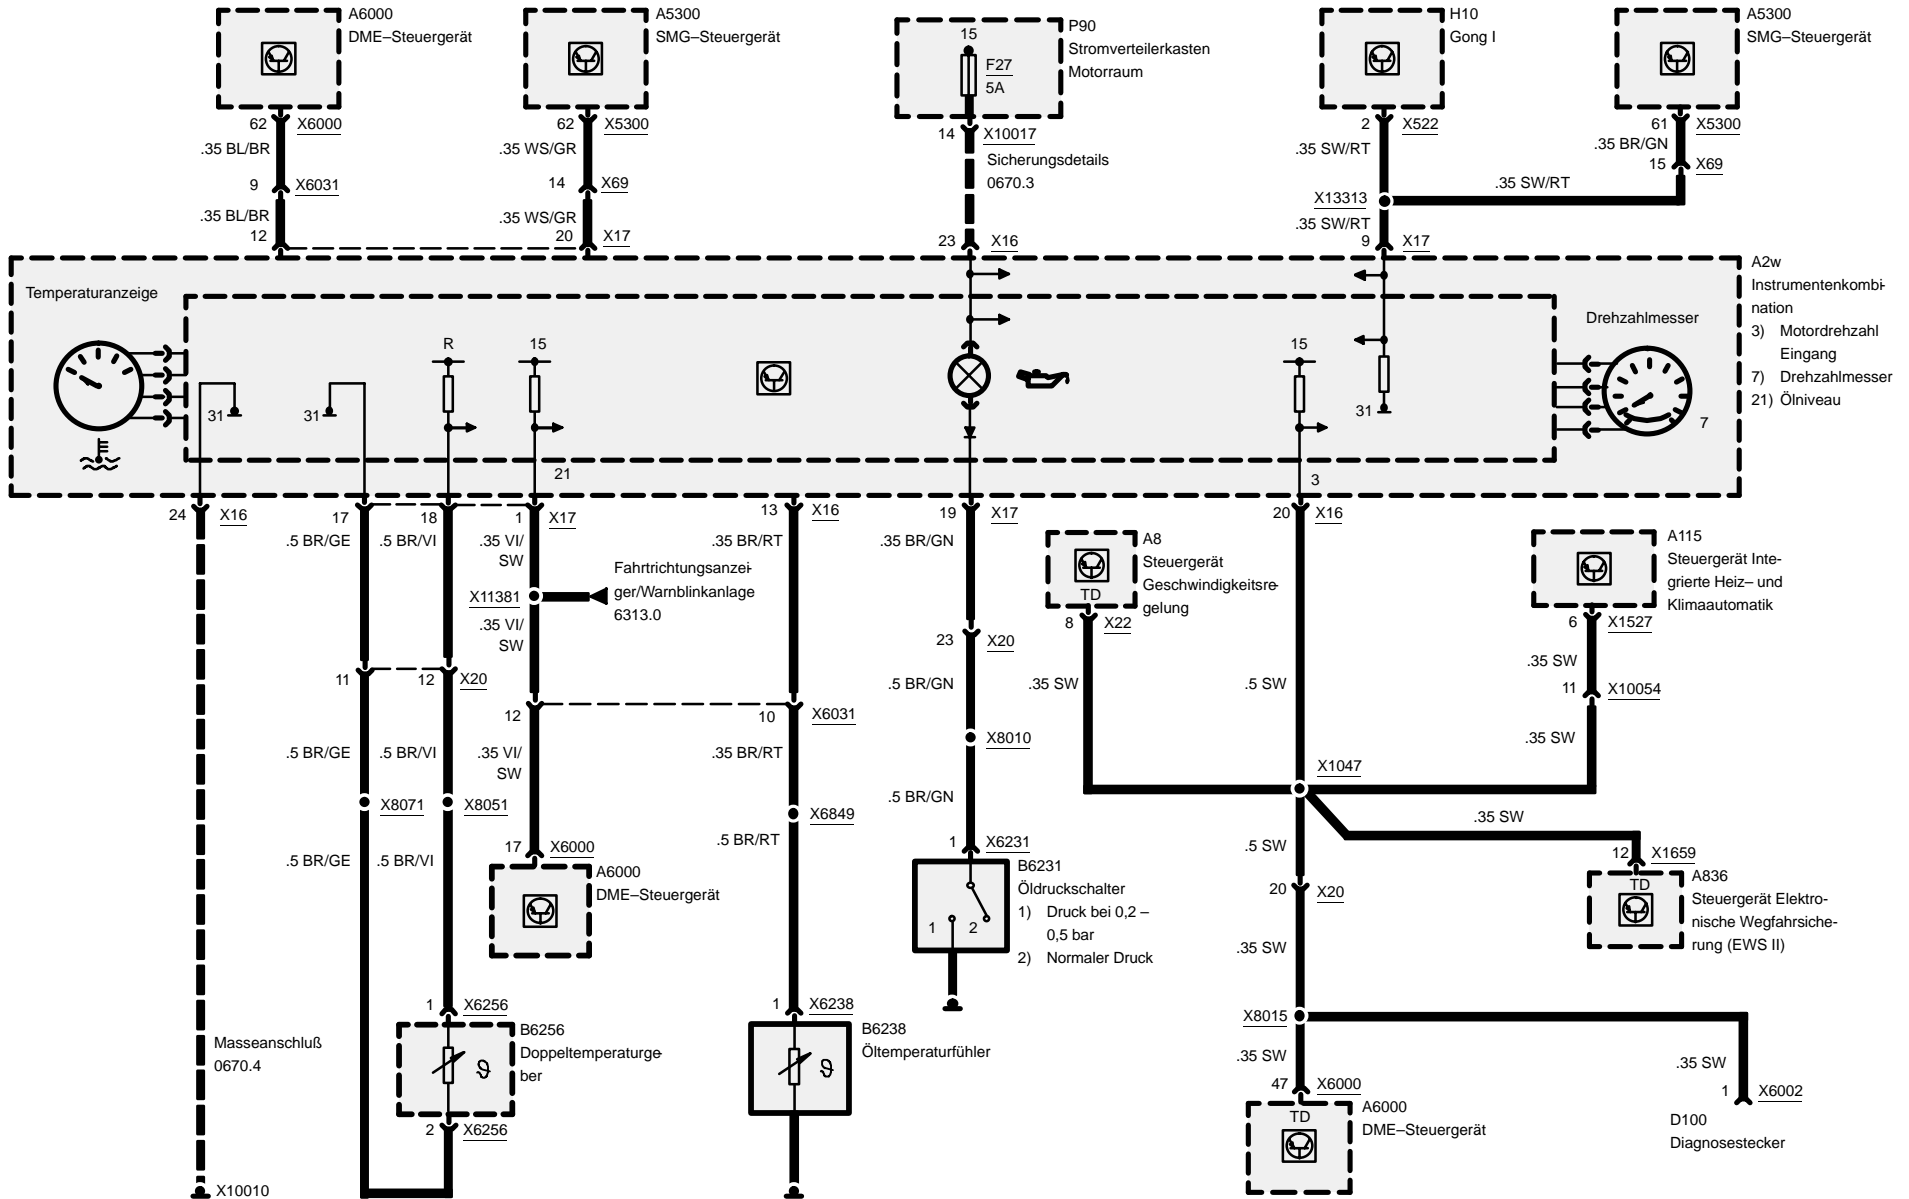 A6000
DME–Steuergerät
62 X6000
.35 BL/BR
9 X6031
.35 BL/BR
12
A5300
SMG–Steuergerät
62 X5300
.35 WS/GR
14 X69
.35 WS/GR
20 X17
P90
Stromverteilerkasten
Motorraum
15
F27
5A
14 X10017
Sicherungsdetails
0670.3
23 X16
H10
Gong I
2 X522
.35 SW/RT
X13313
.35 SW/RT
9 X17
A5300
SMG–Steuergerät
61 X5300
.35 BR/GN
15 X69
.35 SW/RT
A2w
Instrumentenkombi-
nation
3) Motordrehzahl
Eingang
7) Drehzahlmesser
21) Ölniveau
Temperaturanzeige
31
31
R
15
21
15
3
31
Drehzahlmesser
7
24 X16
17
18
1 X17
13 X16
19 X17
20 X16
.5 BR/GE
.5 BR/VI
.35 VI/
SW
X11381
Fahrtrichtungsanzei-
ger/Warnblinkanlage
6313.0
.35 VI/
SW
11
12 X20
12
10 X6031
.5 BR/GE
.5 BR/VI
.35 VI/
SW
X8071
X8051
.5 BR/GE
.5 BR/VI
17 X6000
A6000
DME–Steuergerät
1 X6256
B6256
Doppeltemperaturge-
ber
ϑ
2 X6256
Masseanschluß
0670.4
X10010
.35 BR/RT
.35 BR/RT
X6849
.5 BR/RT
1 X6238
B6238
Öltemperaturfühler
ϑ
.35 BR/GN
23 X20
.5 BR/GN
X8010
.5 BR/GN
1 X6231
B6231
Öldruckschalter
1) Druck bei 0,2 –
0,5 bar
2) Normaler Druck
1 2
A8
Steuergerät
Geschwindigkeitsre-
gelung
TD
8 X22
.35 SW
.5 SW
A115
Steuergerät Inte-
grierte Heiz– und
Klimaautomatik
6 X1527
.35 SW
11 X10054
.35 SW
X1047
.35 SW
12 X1659
TD
A836
Steuergerät Elektro-
nische Wegfahrsiche-
rung (EWS II)
.5 SW
20 X20
.35 SW
X8015
.35 SW
47 X6000
TD
A6000
DME–Steuergerät
.35 SW
1 X6002
D100
Diagnosestecker